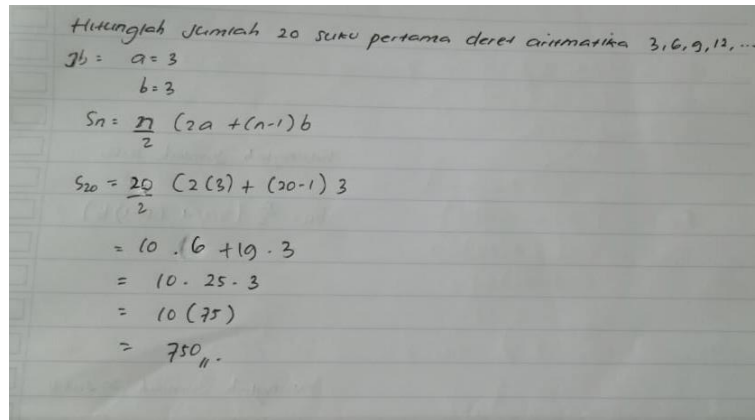 Hitunglah Jumlah 20 suku pertama deret aritmatika 3, 6, 9, 12, ...
Jb = a = 3
b = 3
Sn = n/2 (2a + (n-1) b
S20 = 20/2 (2(3) + (20-1) 3
= 10 . (6 + 19 . 3
= 10 . 25 . 3
= 10 (75)
= 750,,.